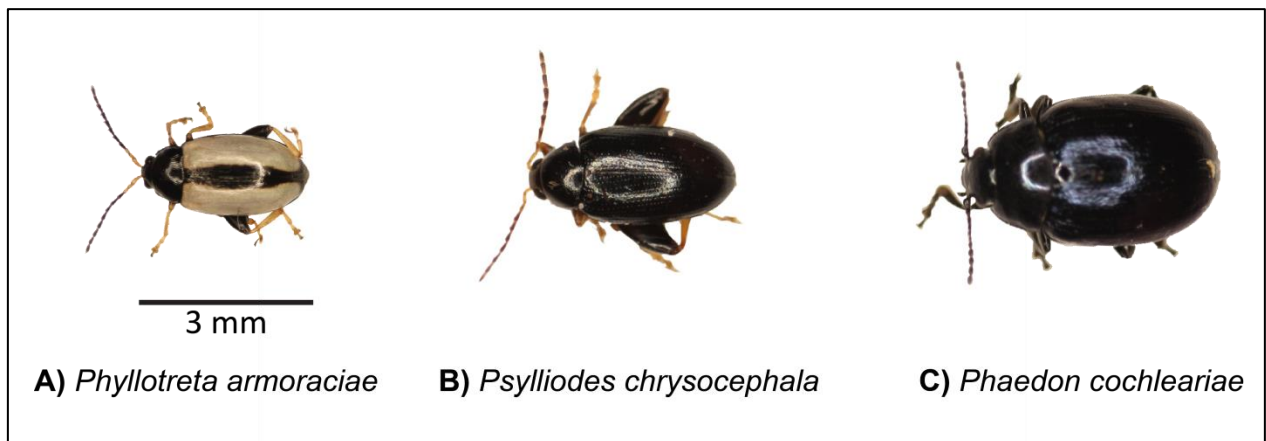 3 mm
A) Phyllotreta armoraciae
B) Psylliodes chrysocephala
C) Phaedon cochleariae